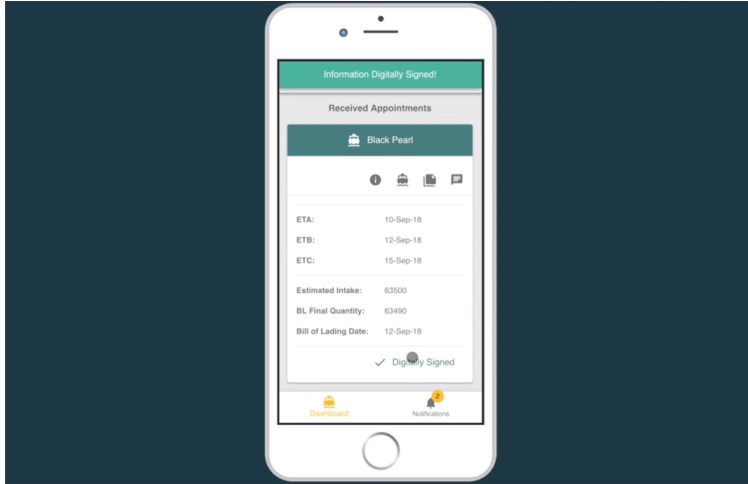 Information Digitally Signed!
Received Appointments
Black Pearl
ETA: 10-Sep-18
ETB: 12-Sep-18
ETC: 15-Sep-18
Estimated Intake: 63500
BL Final Quantity: 63490
Bill of Lading Date: 12-Sep-18
Digitally Signed
2
Dashboard Notifications